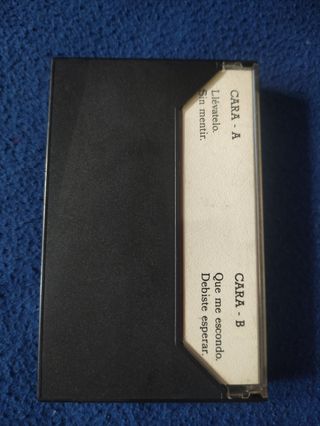 CARA - A
Llévatelo.
Sin mentir.
CARA - B
Que me escondo.
Debiste esperar.